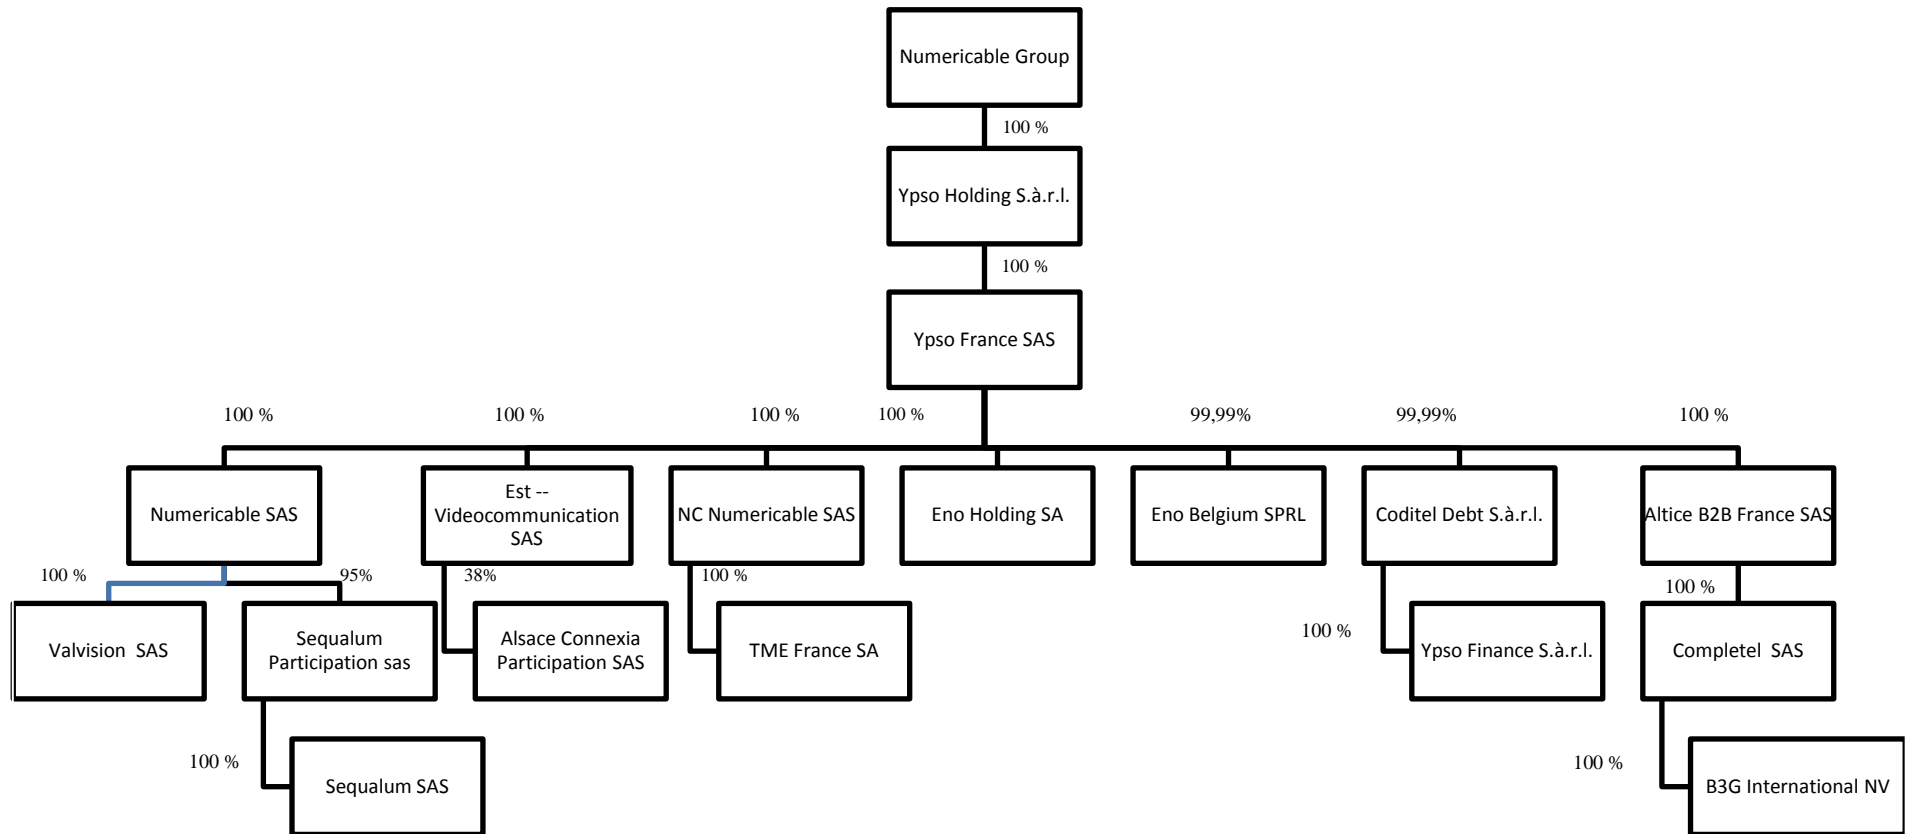 Numericable Group
100 %
Ypso Holding S.à.r.l.
100 %
Ypso France SAS
100 %
100 %
100 %
100 %
99,99%
99,99%
100 %
Numericable SAS
Est --
Videocommunication
SAS
NC Numericable SAS
Eno Holding SA
Eno Belgium SPRL
Coditel Debt S.à.r.l.
Altice B2B France SAS
100 %
95%
38%
100 %
100 %
Valvision SAS
Sequalum
Participation sas
Alsace Connexia
Participation SAS
TME France SA
100 %
Ypso Finance S.à.r.l.
Completel SAS
100 %
Sequalum SAS
100 %
B3G International NV